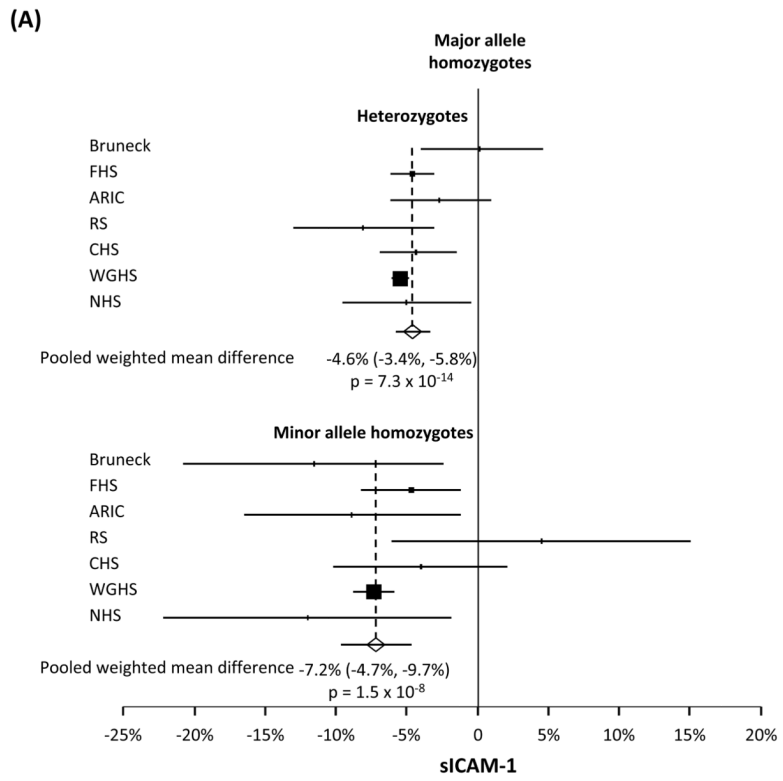 (A)
Major allele
homozygotes
Heterozygotes
Bruneck
FHS
ARIC
RS
CHS
WGHS
NHS
Pooled weighted mean difference -4.6% (-3.4%, -5.8%)
p = 7.3 x 10-14
Minor allele homozygotes
Bruneck
FHS
ARIC
RS
CHS
WGHS
NHS
Pooled weighted mean difference -7.2% (-4.7%, -9.7%)
p = 1.5 x 10-8
-25% -20% -15% -10% -5% 0 5% 10% 15% 20%
sICAM-1